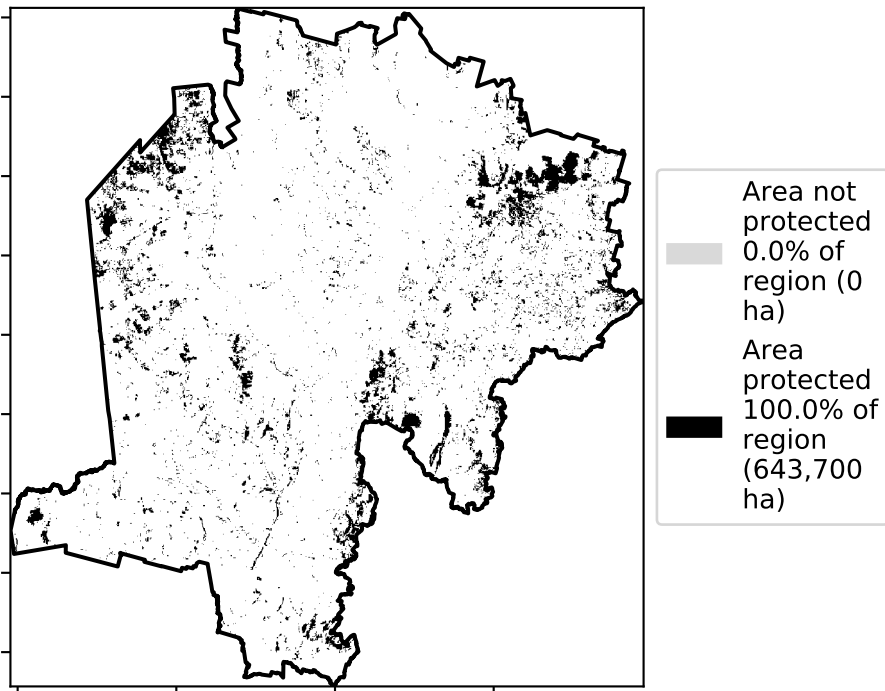 Area not
protected
0.0% of
region (0
ha)
Area
protected
100.0% of
region
(643,700
ha)